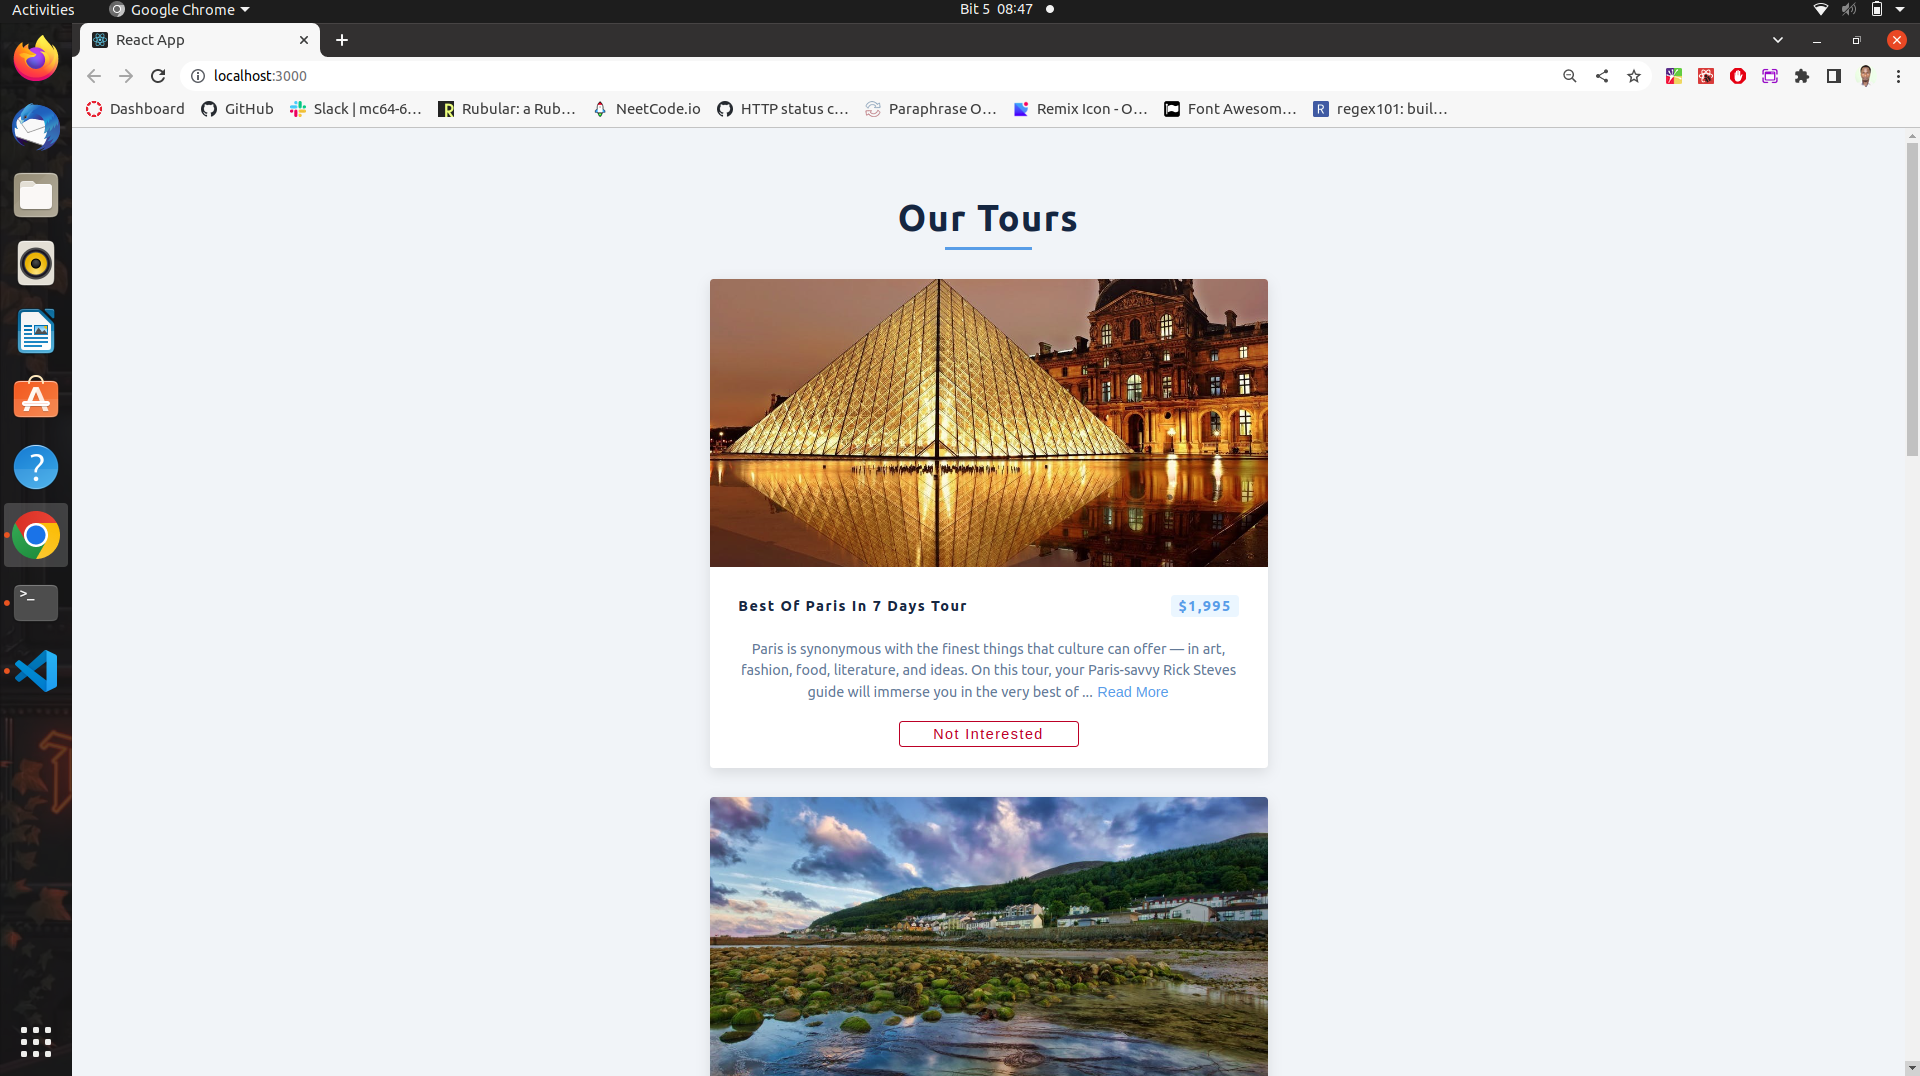 Activities
Google Chrome
Bit 5 08:47
React App
localhost:3000
Dashboard
GitHub
Slack | mc64-6...
Rubular: a Rub...
NeetCode.io
HTTP status c...
Paraphrase O...
Remix Icon - O...
Font Awesom...
R
regex101: buil...
Our Tours
Best Of Paris In 7 Days Tour
$1,995
Paris is synonymous with the finest things that culture can offer — in art,
fashion, food, literature, and ideas. On this tour, your Paris-savvy Rick Steves
guide will immerse you in the very best of ... Read More
Not Interested